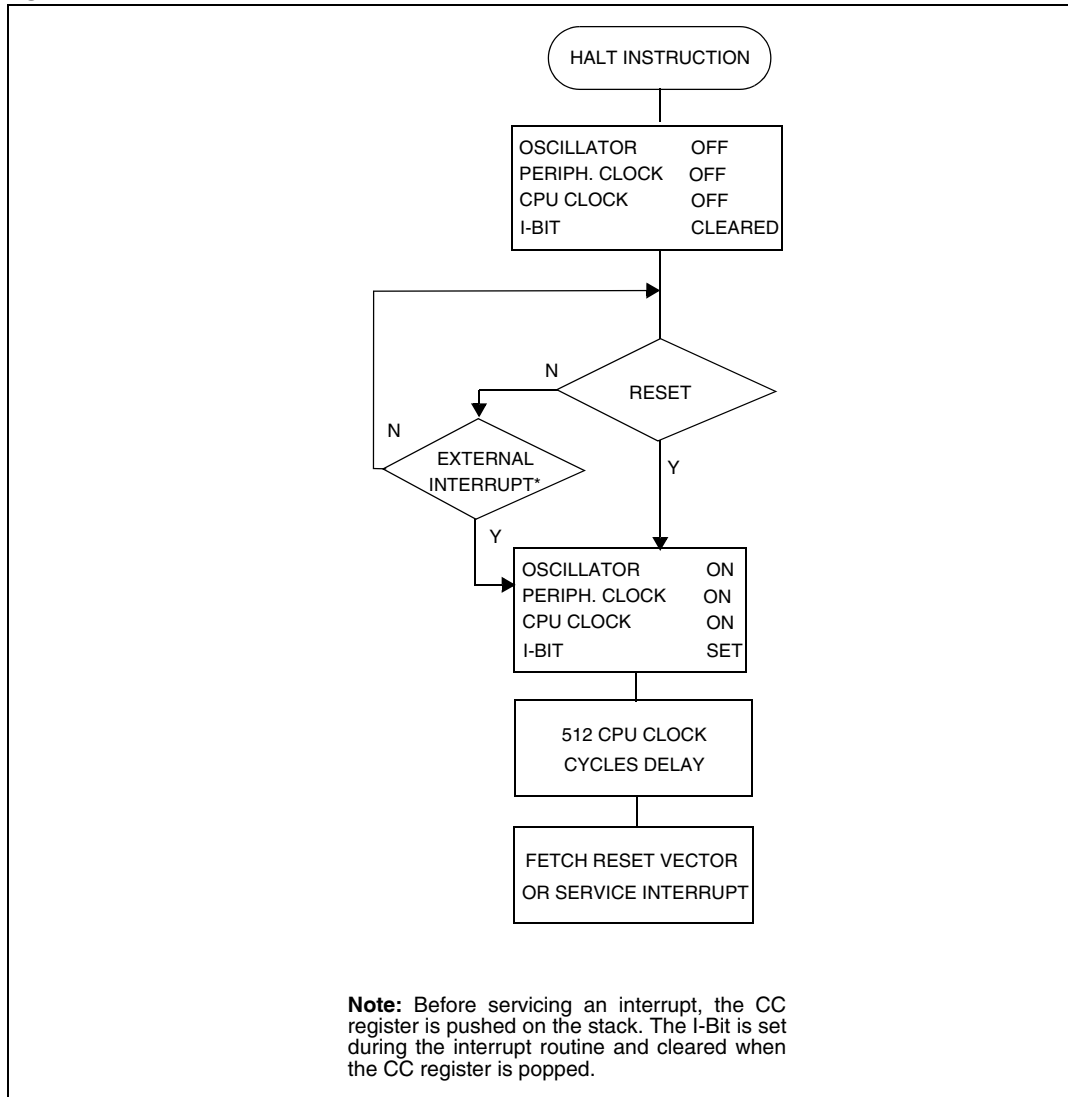 HALT INSTRUCTION
OSCILLATOR OFF
PERIPH. CLOCK OFF
CPU CLOCK OFF
I-BIT CLEARED
N
RESET
N
EXTERNAL
INTERRUPT*
Y
Y
OSCILLATOR ON
PERIPH. CLOCK ON
CPU CLOCK ON
I-BIT SET
512 CPU CLOCK
CYCLES DELAY
FETCH RESET VECTOR
OR SERVICE INTERRUPT
Note: Before servicing an interrupt, the CC
register is pushed on the stack. The I-Bit is set
during the interrupt routine and cleared when
the CC register is popped.